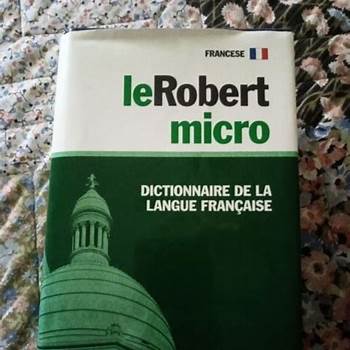 FRANCESE
leRobert
micro
DICTIONNAIRE DE LA
LANGUE FRANÇAISE